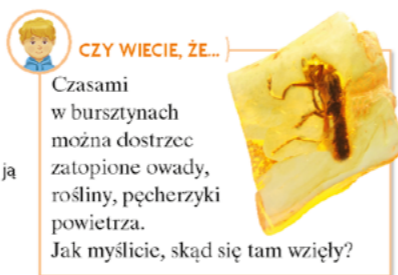 CZY WIECIE, ŻE...
Czasami
w bursztynach
można dostrzec
ją
zatopione owady,
rośliny, pęcherzyki
powietrza.
Jak myślicie, skąd się tam wzięły?